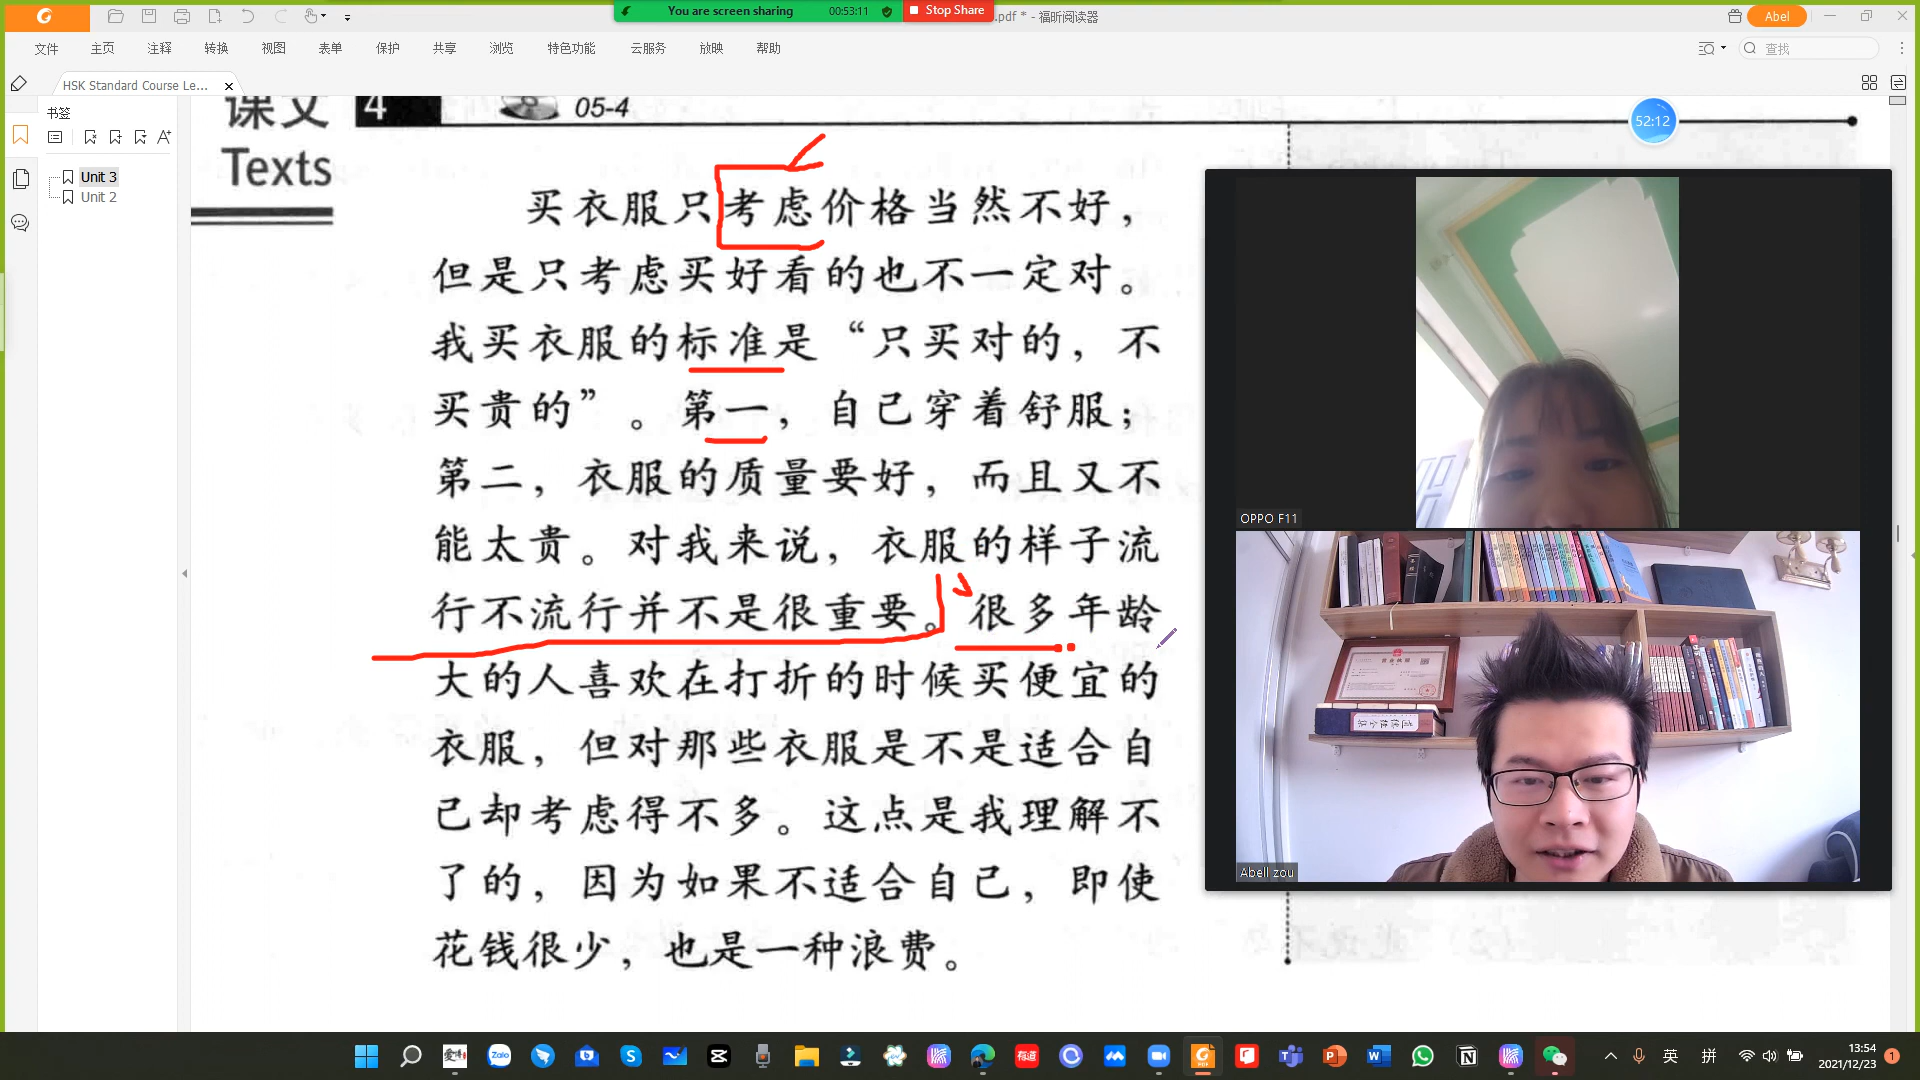 You are screen sharing 00:53:11 Stop Share
.pdf * - 福昕阅读器
Abel
文件 主页 注释 转换 视图 表单 保护 共享 浏览 特色功能 云服务 放映 帮助
查找
HSK Standard Course Le...
书签
Unit 3
Unit 2
课文 4 05-4
Texts
52:12
买衣服只考虑价格当然不好，
但是只考虑买好看的也不一定对。
我买衣服的标准是“只买对的，不
买贵的”。第一，自己穿着舒服；
第二，衣服的质量要好，而且又不
能太贵。对我来说，衣服的样子流
行不流行并不是很重要。很多年龄
大的人喜欢在打折的时候买便宜的
衣服，但对那些衣服是不是适合自
己却考虑得不多。这点是我理解不
了的，因为如果不适合自己，即使
花钱很少，也是一种浪费。
OPPO F11
Abell zou
Zalo
有道
英 拼
13:54
2021/12/23
1